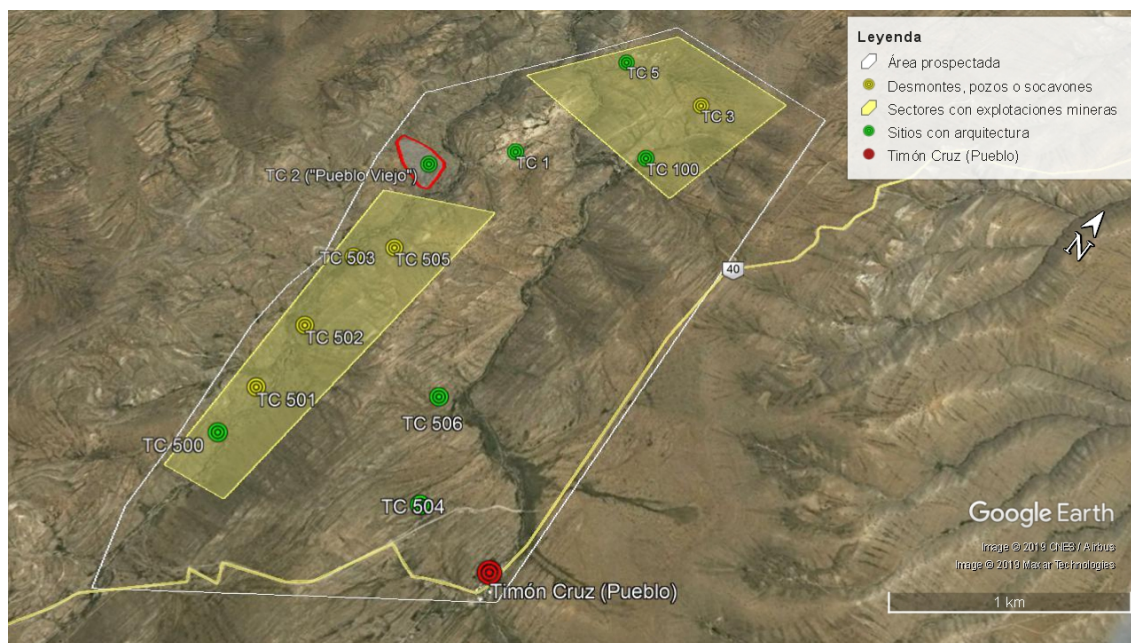 Leyenda
Área prospectada
Desmontes, pozos o socavones
Sectores con explotaciones mineras
Sitios con arquitectura
Timón Cruz (Pueblo)
TC 5
TC 3
TC 1
TC 100
TC 2 ("Pueblo Viejo")
TC 503
TC 505
40
N
TC 502
TC 501
TC 506
TC 500
TC 504
Google Earth
Image © 2019 CNES / Airbus
Image © 2019 Maxar Technologies
Timón Cruz (Pueblo)
1 km